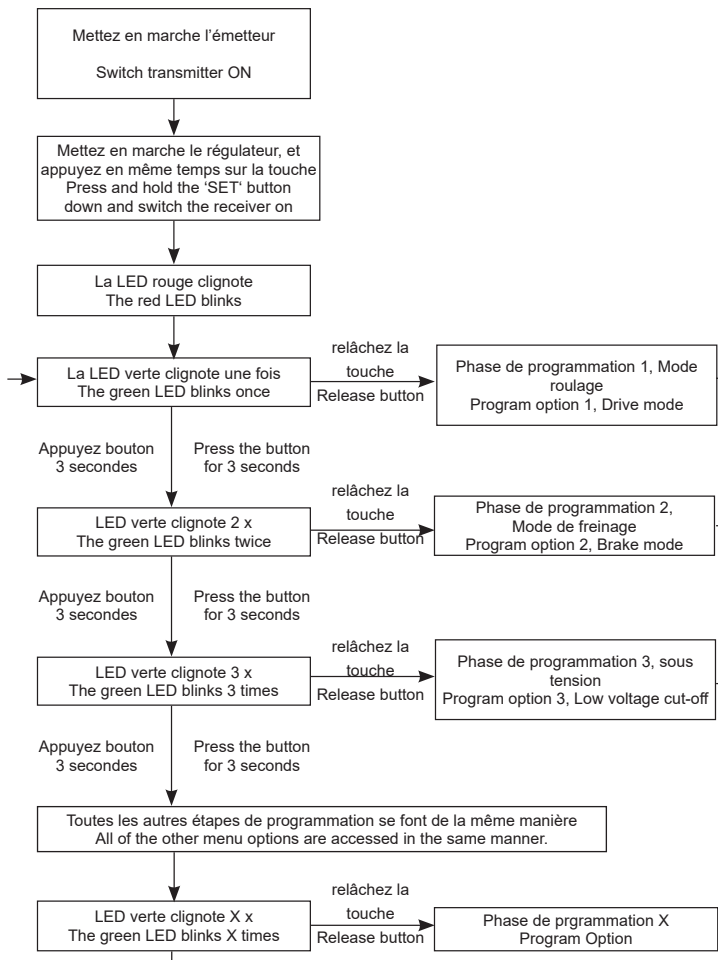 Mettez en marche l’émetteur
Switch transmitter ON
Mettez en marche le régulateur, et
appuyez en même temps sur la touche
Press and hold the ‘SET‘ button
down and switch the receiver on
La LED rouge clignote
The red LED blinks
La LED verte clignote une fois
The green LED blinks once
relâchez la
touche
Release button
Phase de programmation 1, Mode
roulage
Program option 1, Drive mode
Appuyez bouton
3 secondes
Press the button
for 3 seconds
LED verte clignote 2 x
The green LED blinks twice
relâchez la
touche
Release button
Phase de programmation 2,
Mode de freinage
Program option 2, Brake mode
Appuyez bouton
3 secondes
Press the button
for 3 seconds
LED verte clignote 3 x
The green LED blinks 3 times
relâchez la
touche
Release button
Phase de programmation 3, sous
tension
Program option 3, Low voltage cut-off
Appuyez bouton
3 secondes
Press the button
for 3 seconds
Toutes les autres étapes de programmation se font de la même manière
All of the other menu options are accessed in the same manner.
LED verte clignote X x
The green LED blinks X times
relâchez la
touche
Release button
Phase de prgrammation X
Program Option